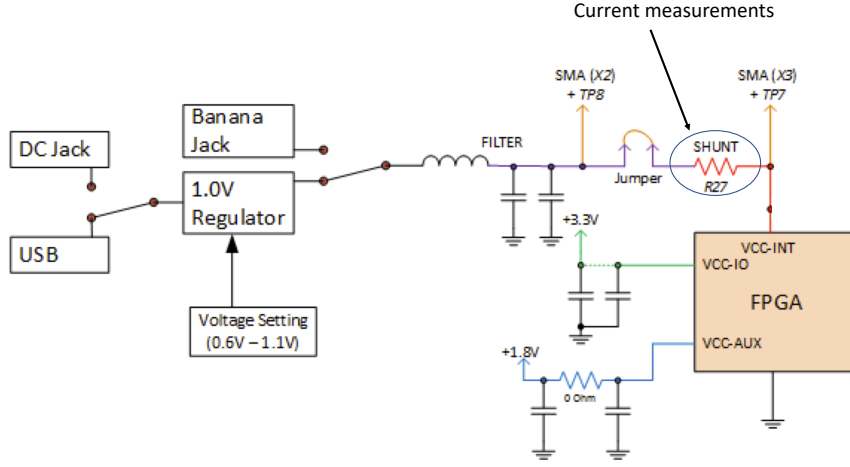 Current measurements
SMA (X2)
+ TP8
SMA (X3)
+ TP7
Banana
Jack
FILTER
SHUNT
DC Jack
Jumper
R27
1.0V
Regulator
+3.3V
USB
VCC-INT
VCC-IO
FPGA
Voltage Setting
(0.6V – 1.1V)
+1.8V
VCC-AUX
0 Ohm